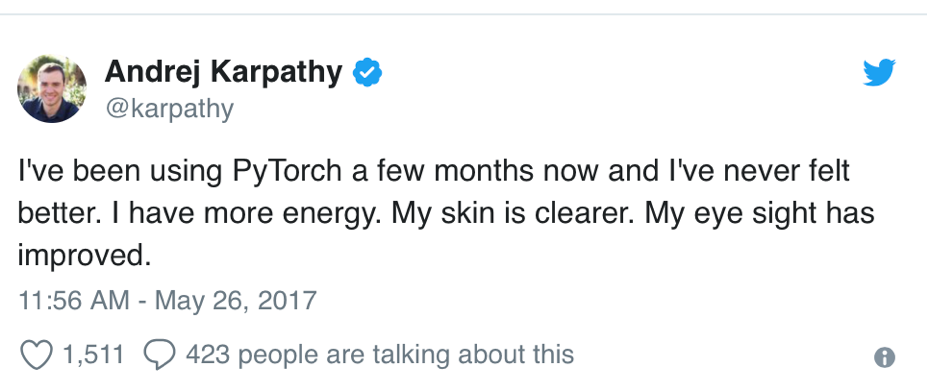 Andrej Karpathy
@karpathy
I've been using PyTorch a few months now and I've never felt
better. I have more energy. My skin is clearer. My eye sight has
improved.
11:56 AM - May 26, 2017
1,511 423 people are talking about this